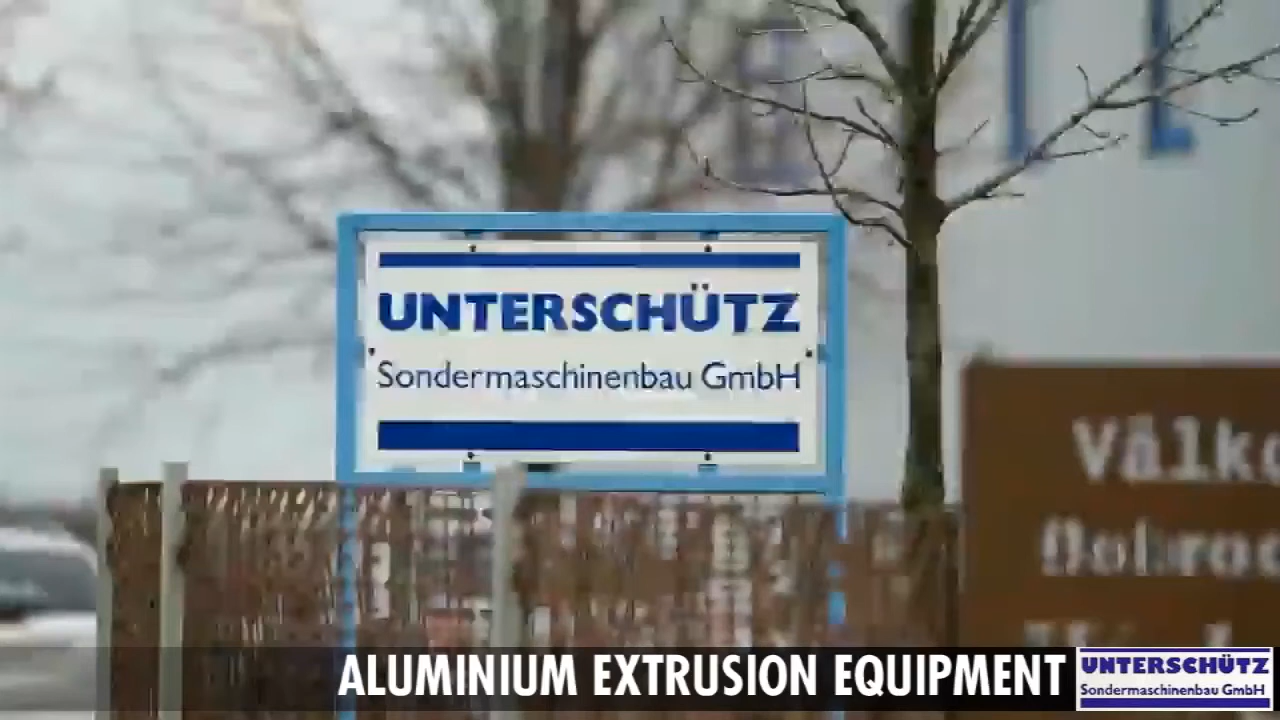 UNTERSCHÜTZ
Sondermaschinenbau GmbH
ALUMINIUM EXTRUSION EQUIPMENT
UNTERSCHÜTZ
Sondermaschinenbau GmbH